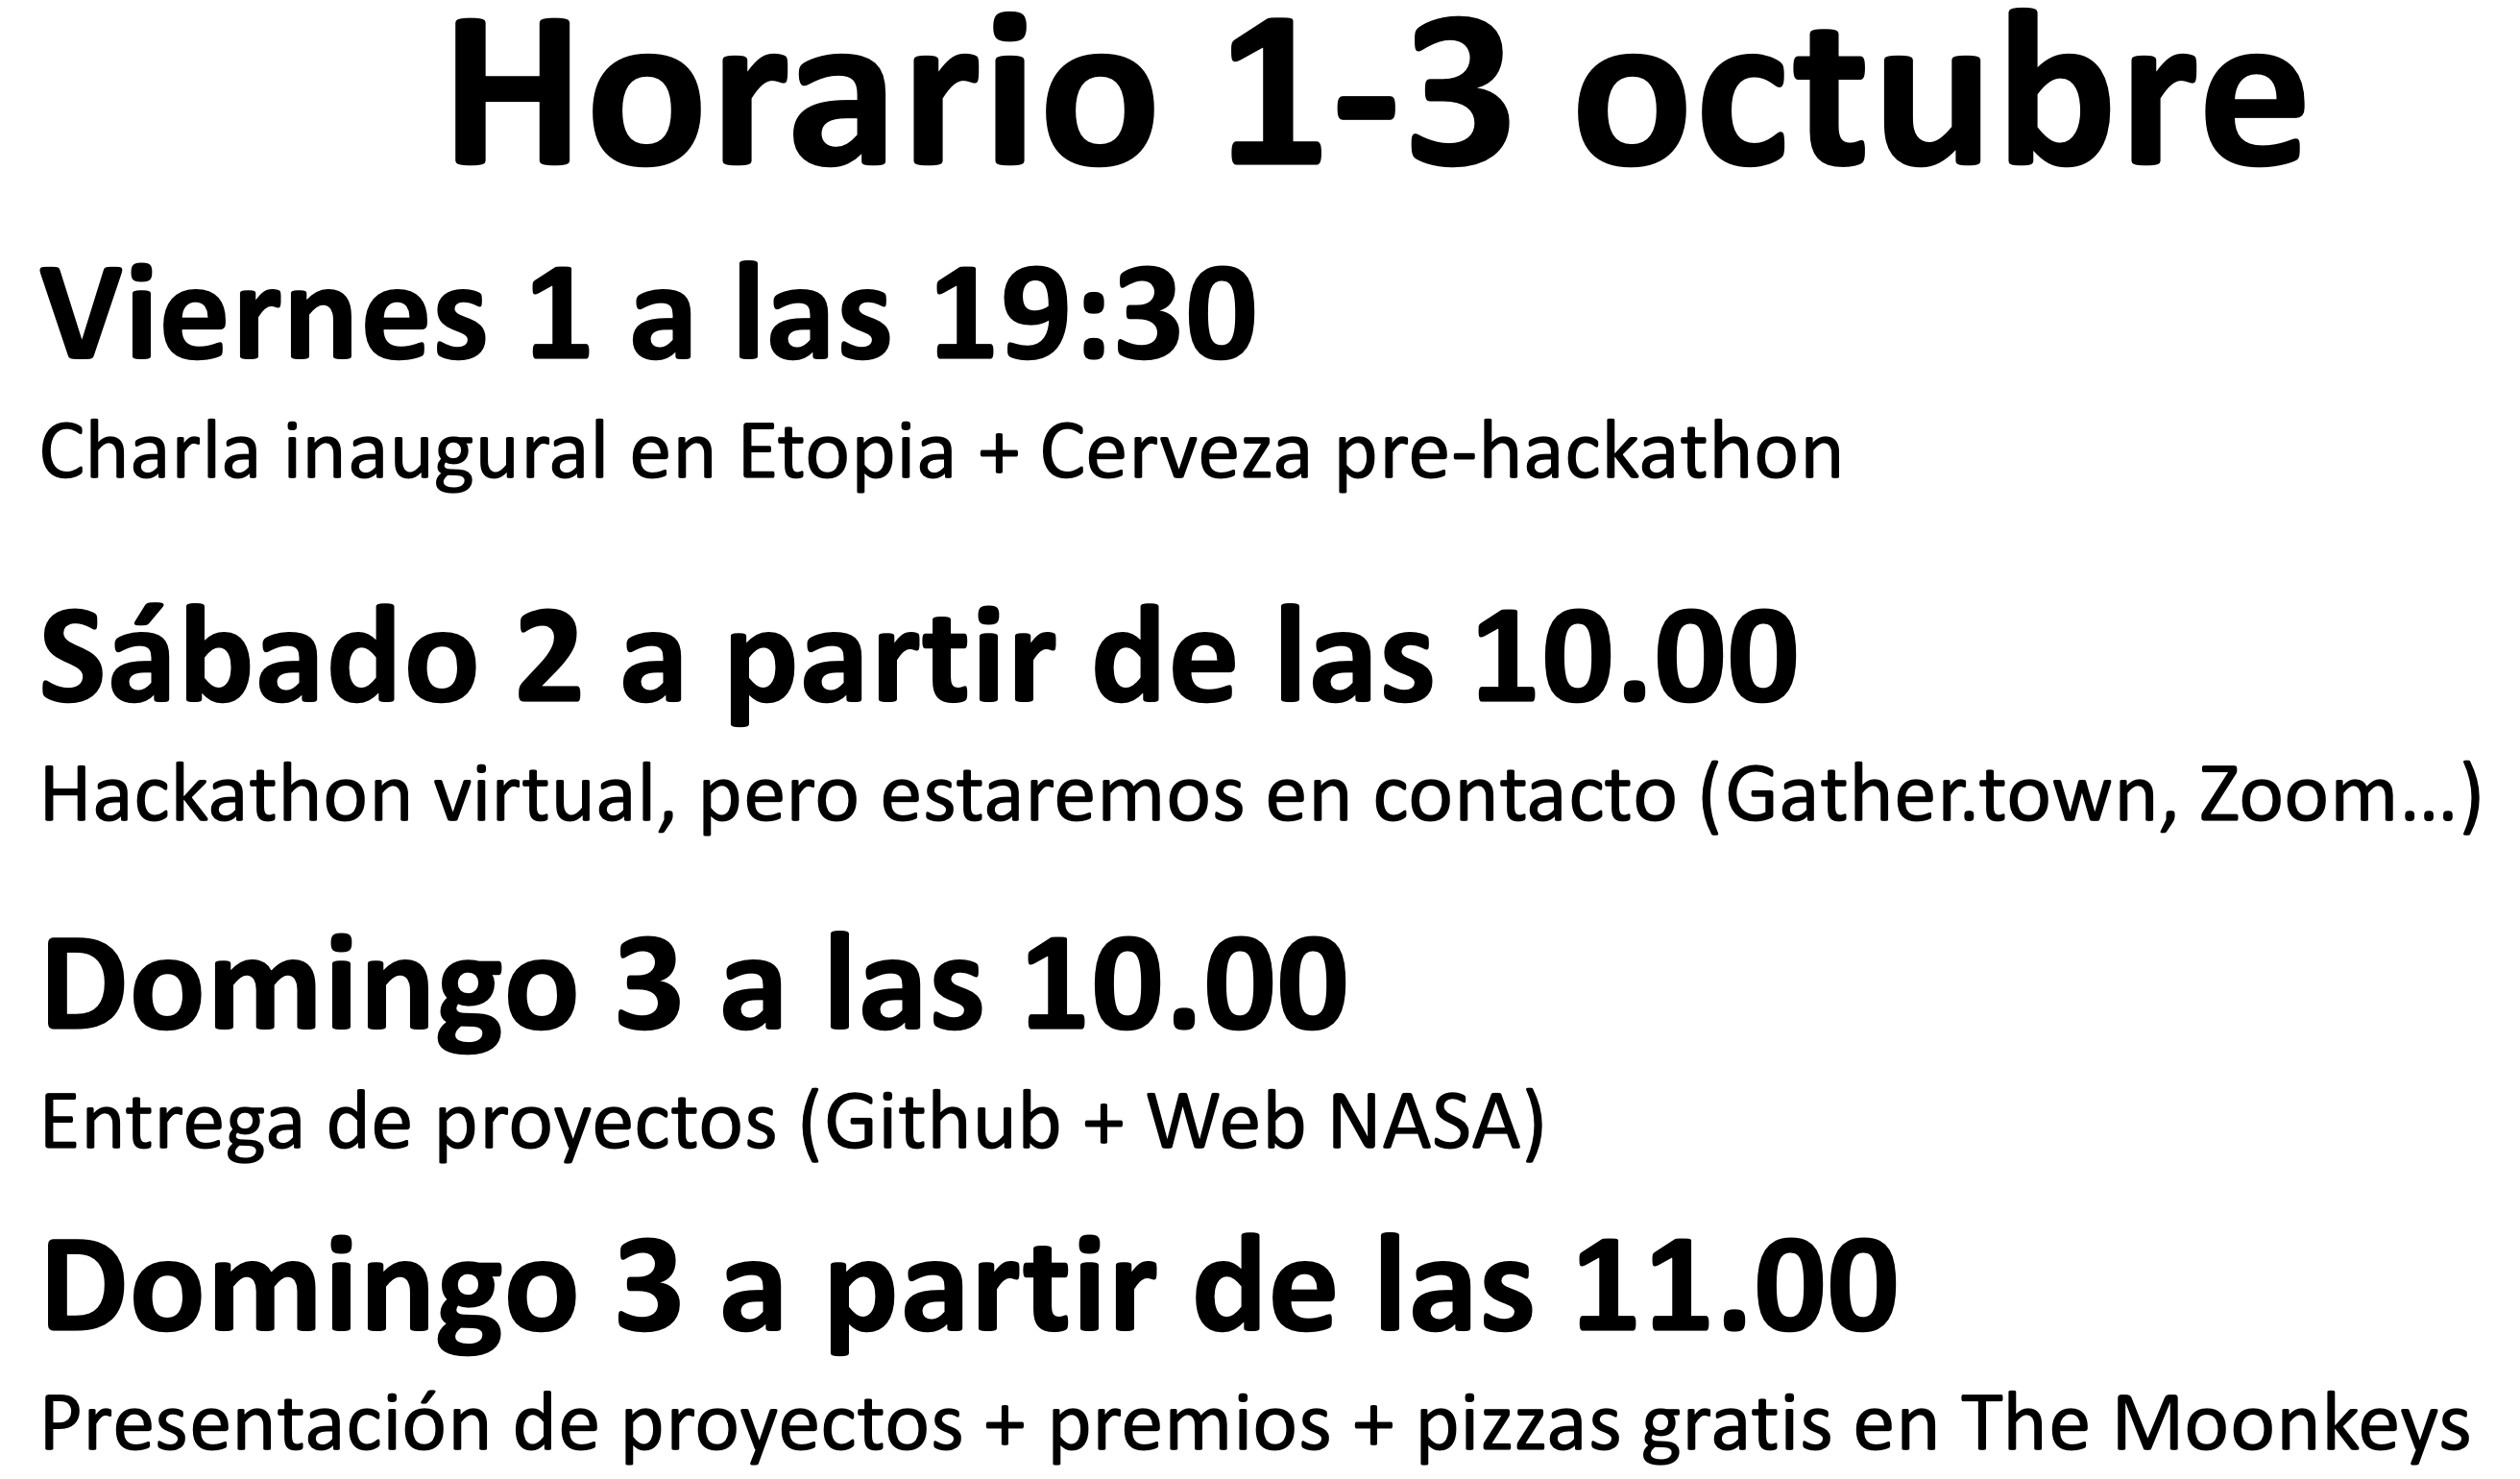 Horario 1-3 octubre
Viernes 1 a las 19:30
Charla inaugural en Etopia + Cerveza pre-hackathon
Sábado 2 a partir de las 10.00
Hackathon virtual, pero estaremos en contacto (Gather.town, Zoom...)
Domingo 3 a las 10.00
Entrega de proyectos (Github + Web NASA)
Domingo 3 a partir de las 11.00
Presentación de proyectos + premios + pizzas gratis en The Moonkeys